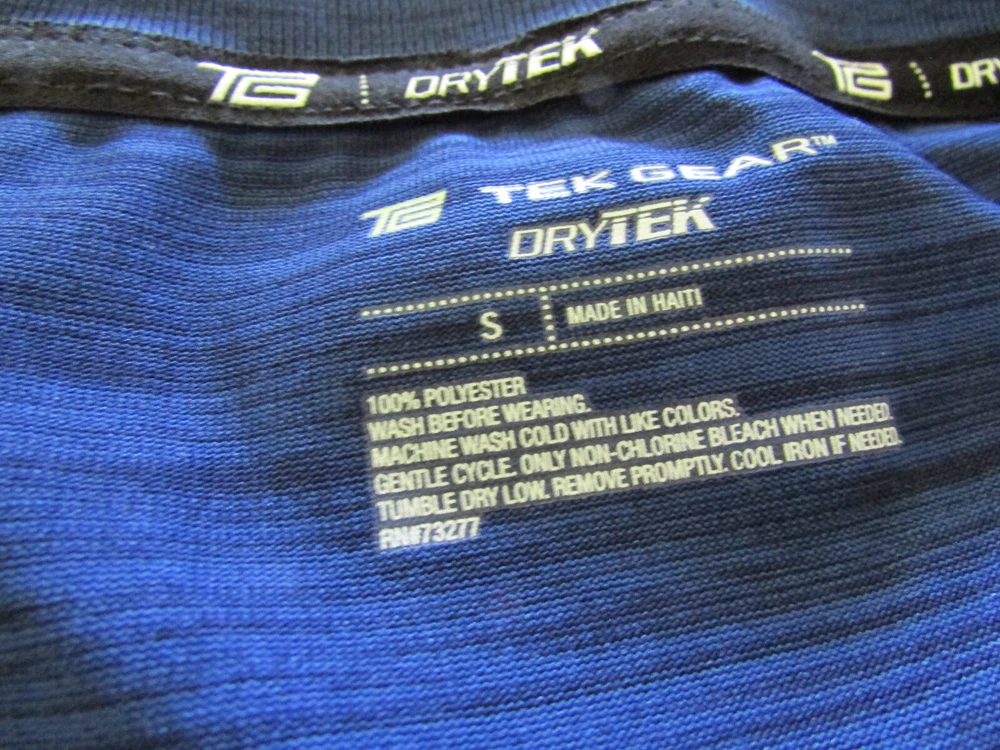 TG DRYTEK TG DRY
TG TEK GEAR™
DRYTEK
S MADE IN HAITI
100% POLYESTER
WASH BEFORE WEARING.
MACHINE WASH COLD WITH LIKE COLORS.
GENTLE CYCLE. ONLY NON-CHLORINE BLEACH WHEN NEEDED.
TUMBLE DRY LOW. REMOVE PROMPTLY. COOL IRON IF NEEDED.
RN#73277